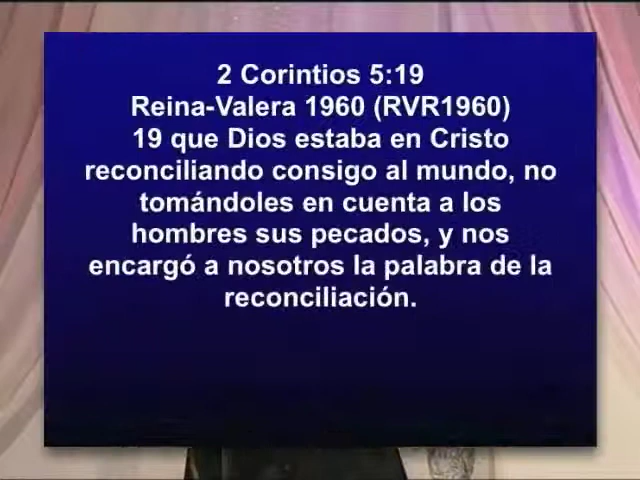 2 Corintios 5:19
Reina-Valera 1960 (RVR1960)
19 que Dios estaba en Cristo
reconciliando consigo al mundo, no
tomándoles en cuenta a los
hombres sus pecados, y nos
encargó a nosotros la palabra de la
reconciliación.